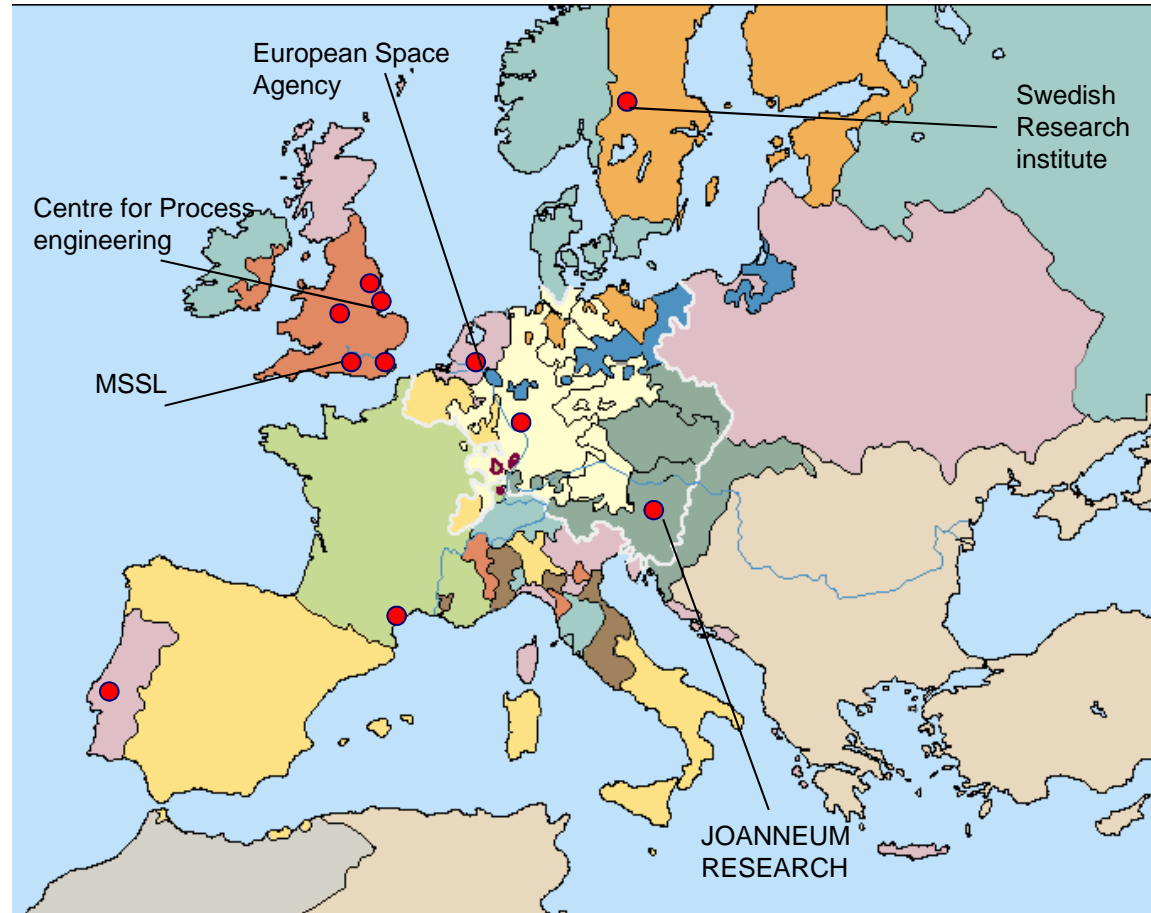 European Space
Agency
Swedish
Research
institute
Centre for Process
engineering
MSSL
JOANNEUM
RESEARCH